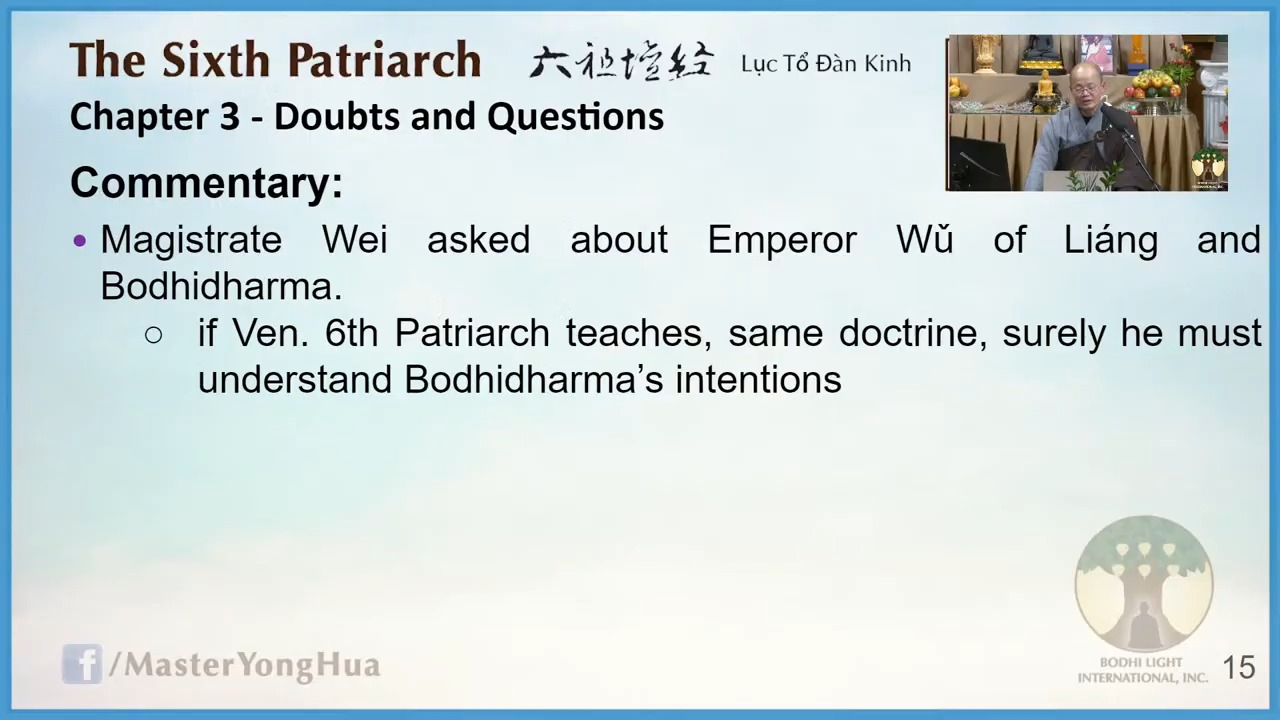 The Sixth Patriarch 六祖壇経 Lục Tổ Đàn Kinh
Chapter 3 - Doubts and Questions
Commentary:
• Magistrate Wei asked about Emperor Wǔ of Liáng and
Bodhidharma.
○ if Ven. 6th Patriarch teaches, same doctrine, surely he must
understand Bodhidharma’s intentions
f/MasterYongHua
BODHI LIGHT
INTERNATIONAL, INC.
15